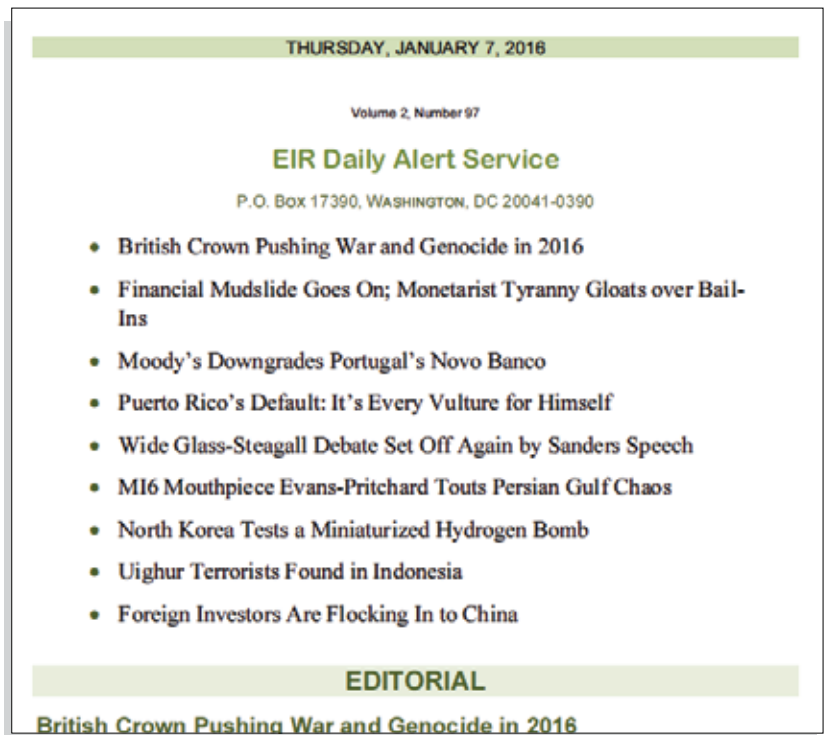 THURSDAY, JANUARY 7, 2016
Volume 2, Number 97
EIR Daily Alert Service
P.O. Box 17390, Washington, DC 20041-0390
• British Crown Pushing War and Genocide in 2016
• Financial Mudslide Goes On; Monetarist Tyranny Gloats over Bail-
Ins
• Moody's Downgrades Portugal's Novo Banco
• Puerto Rico's Default: It's Every Vulture for Himself
• Wide Glass-Steagall Debate Set Off Again by Sanders Speech
• MI6 Mouthpiece Evans-Pritchard Touts Persian Gulf Chaos
• North Korea Tests a Miniaturized Hydrogen Bomb
• Uighur Terrorists Found in Indonesia
• Foreign Investors Are Flocking In to China
EDITORIAL
British Crown Pushing War and Genocide in 2016